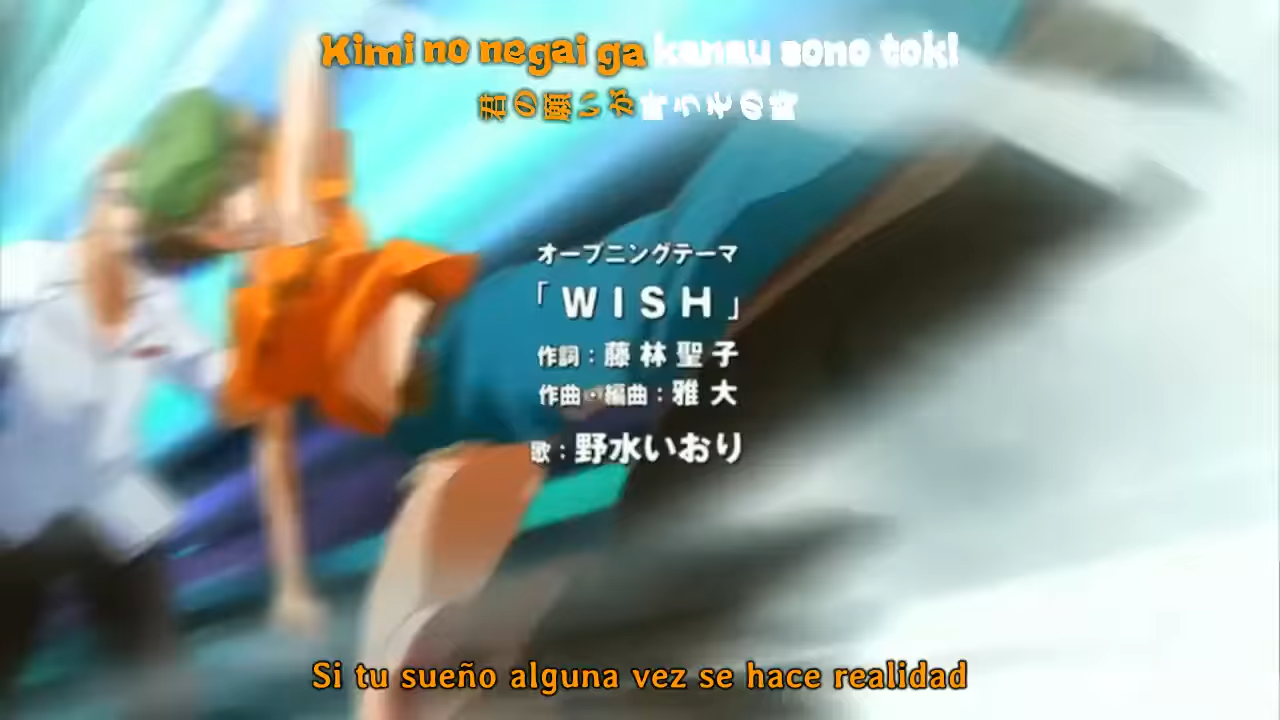 Kimi no negai ga kanau sono toki
君の願いが叶うその時
オープニングテーマ
「ＷＩＳＨ」
作詞：藤林聖子
作曲・編曲：雅大
歌：野水いおり
Si tu sueño alguna vez se hace realidad